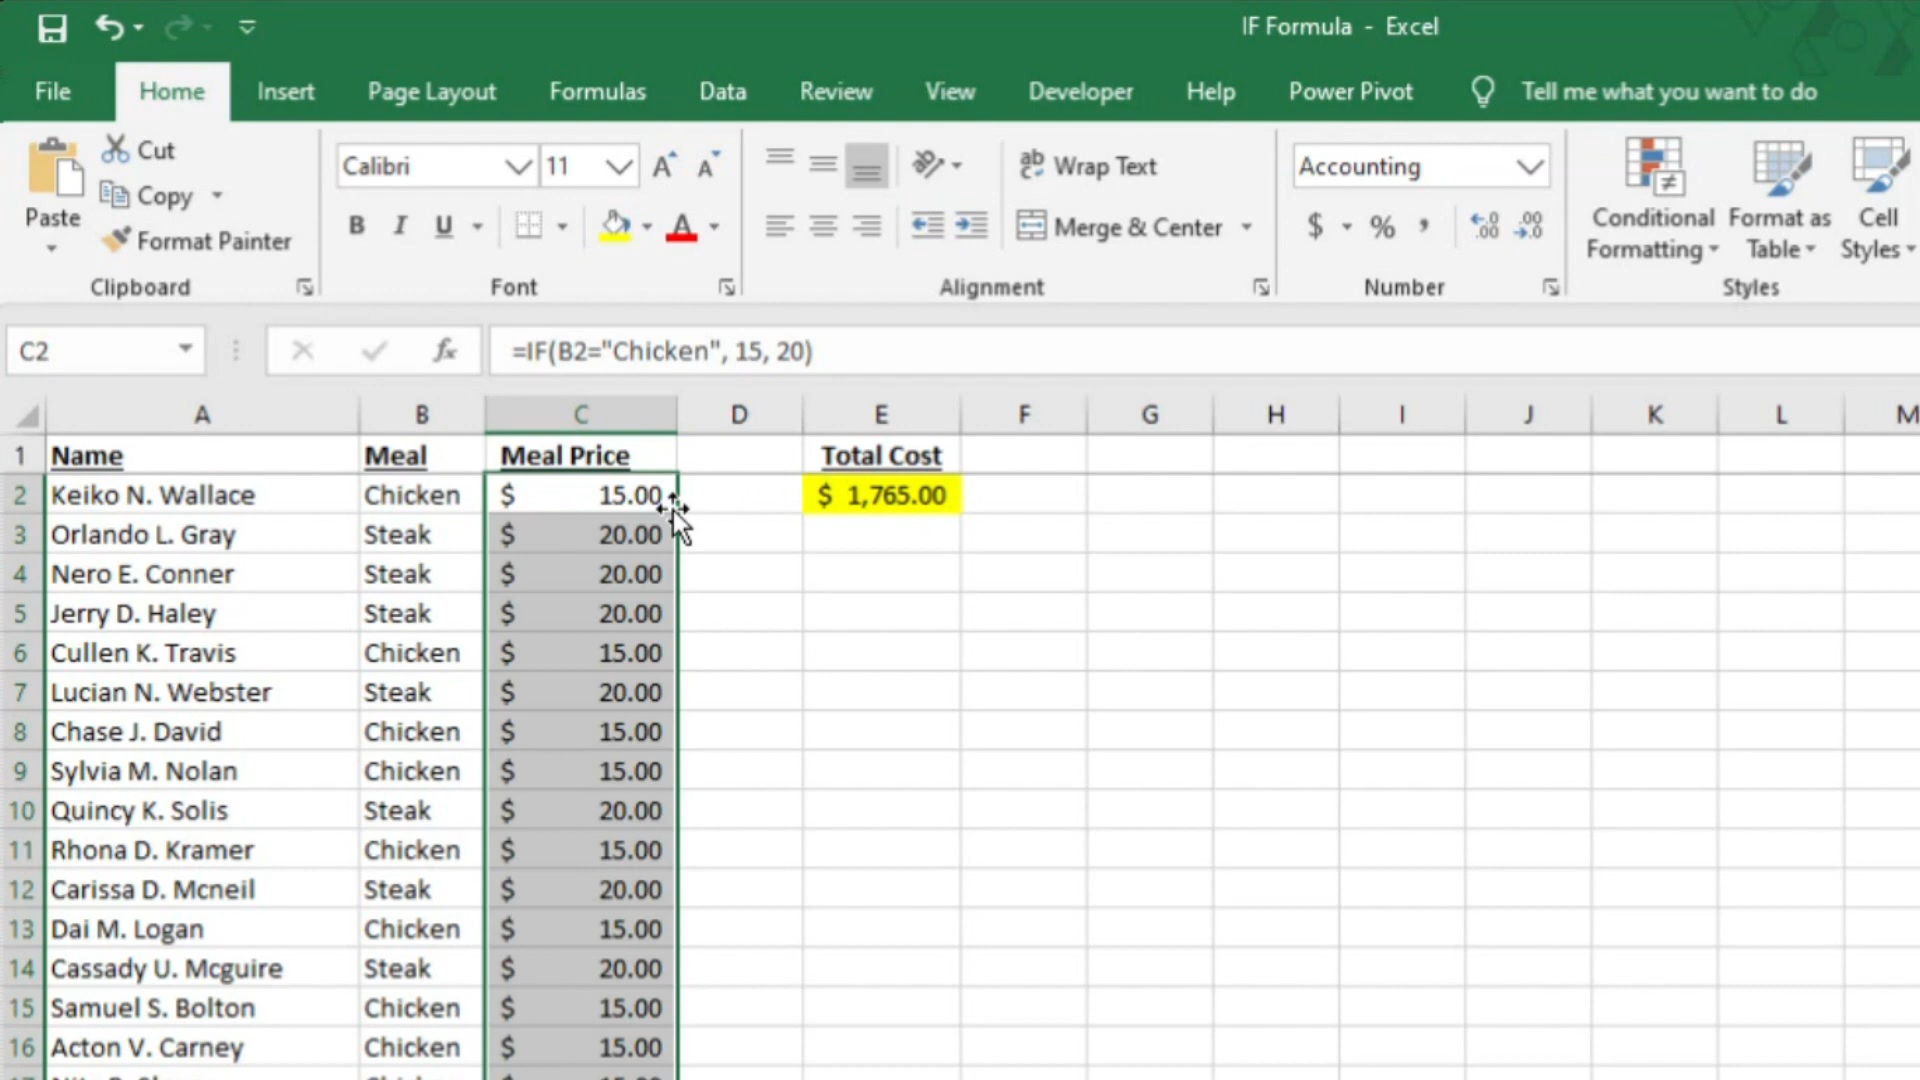 IF Formula - Excel
File Home Insert Page Layout Formulas Data Review View Developer Help Power Pivot Tell me what you want to do
Paste
Cut
Copy
Format Painter
Clipboard
Calibri 11
B I U
Font
Wrap Text
Merge & Center
Alignment
Accounting
$ % ,
Number
Conditional Formatting
Format as Table
Cell Styles
Styles
C2 fx =IF(B2="Chicken", 15, 20)
A B C D E F G H I J K L M
1 Name Meal Meal Price Total Cost
2 Keiko N. Wallace Chicken $ 15.00 $ 1,765.00
3 Orlando L. Gray Steak $ 20.00
4 Nero E. Conner Steak $ 20.00
5 Jerry D. Haley Steak $ 20.00
6 Cullen K. Travis Chicken $ 15.00
7 Lucian N. Webster Steak $ 20.00
8 Chase J. David Chicken $ 15.00
9 Sylvia M. Nolan Chicken $ 15.00
10 Quincy K. Solis Steak $ 20.00
11 Rhona D. Kramer Chicken $ 15.00
12 Carissa D. Mcneil Steak $ 20.00
13 Dai M. Logan Chicken $ 15.00
14 Cassady U. Mcguire Steak $ 20.00
15 Samuel S. Bolton Chicken $ 15.00
16 Acton V. Carney Chicken $ 15.00